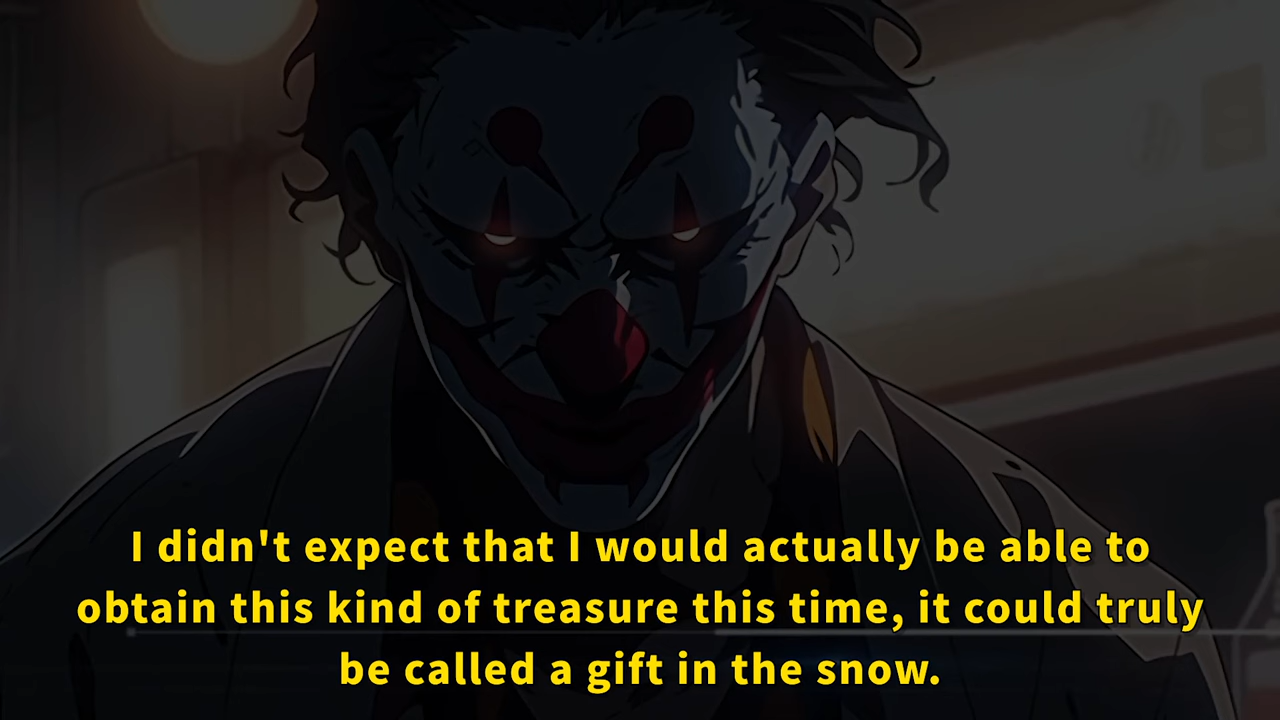 I didn't expect that I would actually be able to
obtain this kind of treasure this time, it could truly
be called a gift in the snow.